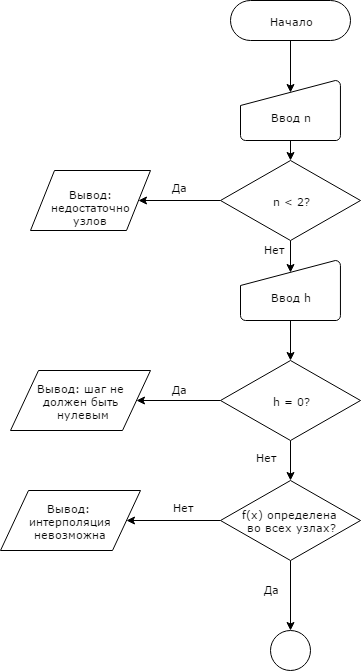 Начало
Ввод n
Да
n < 2?
Вывод:
недостаточно
узлов
Нет
Ввод h
Да
h = 0?
Вывод: шаг не
должен быть
нулевым
Нет
Нет
f(x) определена
во всех узлах?
Вывод:
интерполяция
невозможна
Да